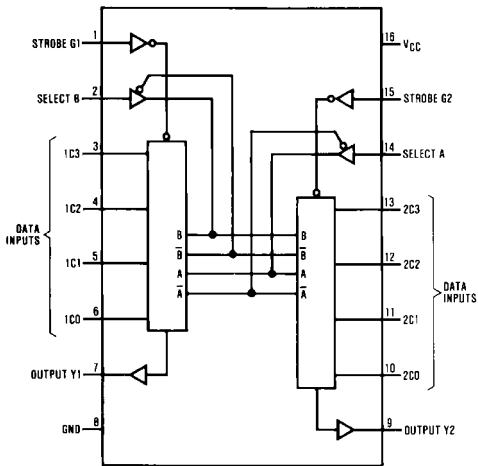 STROBE G1 1
SELECT B 2
1C3 3
1C2 4
DATA
INPUTS
1C1 5
1C0 6
OUTPUT Y1 7
GND 8
16 VCC
15 STROBE G2
14 SELECT A
13 2C3
12 2C2
DATA
INPUTS
11 2C1
10 2C0
9 OUTPUT Y2
B B
B̅ B̅
A A
A̅ A̅